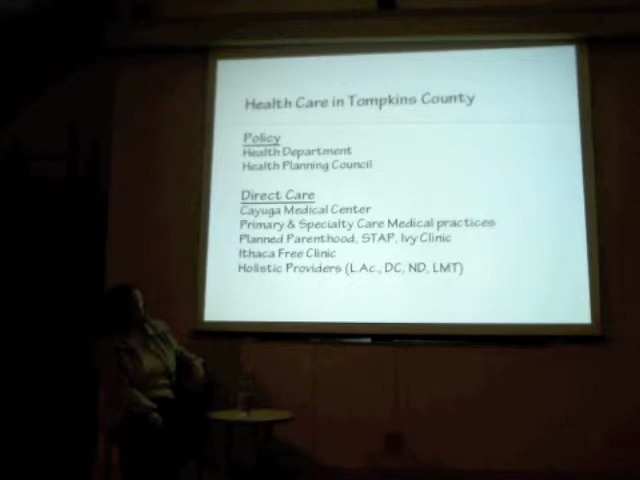 Health Care in Tompkins County
Policy
Health Department
Health Planning Council
Direct Care
Cayuga Medical Center
Primary & Specialty Care Medical practices
Planned Parenthood, STAP, Ivy Clinic
Ithaca Free Clinic
Holistic Providers (L.Ac., DC, ND, LMT)